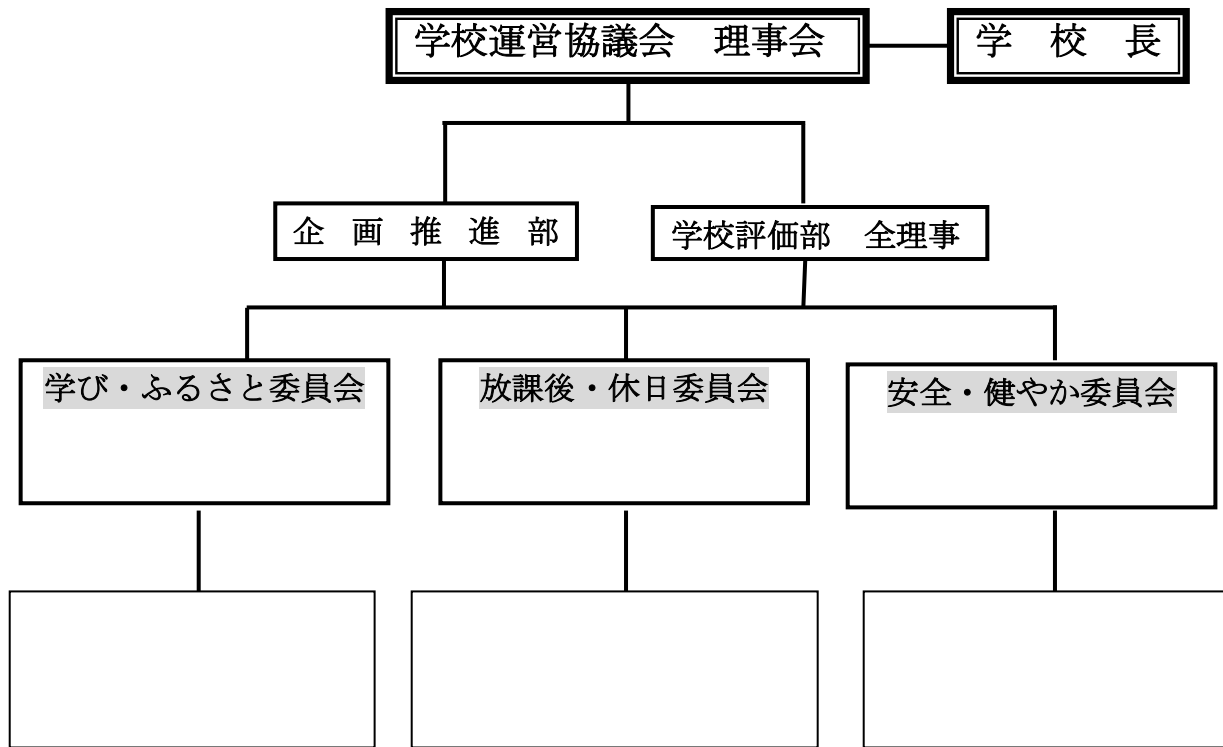 学校運営協議会　理事会
学　校　長
企　画　推　進　部
学校評価部　全理事
学び・ふるさと委員会
放課後・休日委員会
安全・健やか委員会